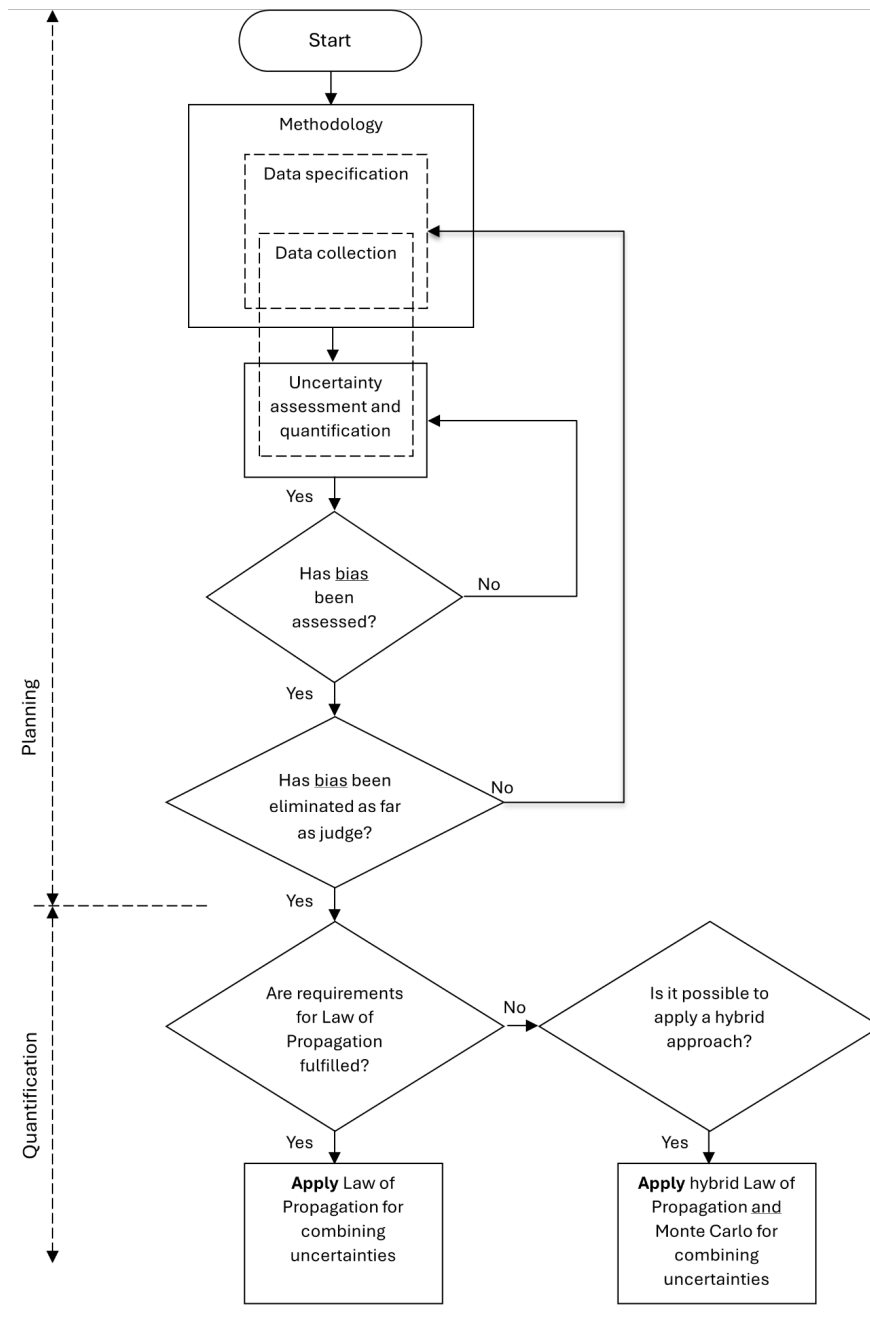 Start
Methodology
Data specification
Data collection
Uncertainty
assessment and
quantification
Yes
Has bias
been
assessed?
No
Yes
Planning
Has bias been
eliminated as far
as judge?
No
Yes
Are requirements
for Law of
Propagation
fulfilled?
No
Is it possible to
apply a hybrid
approach?
Quantification
Yes
Yes
Apply Law of
Propagation for
combining
uncertainties
Apply hybrid Law of
Propagation and
Monte Carlo for
combining
uncertainties